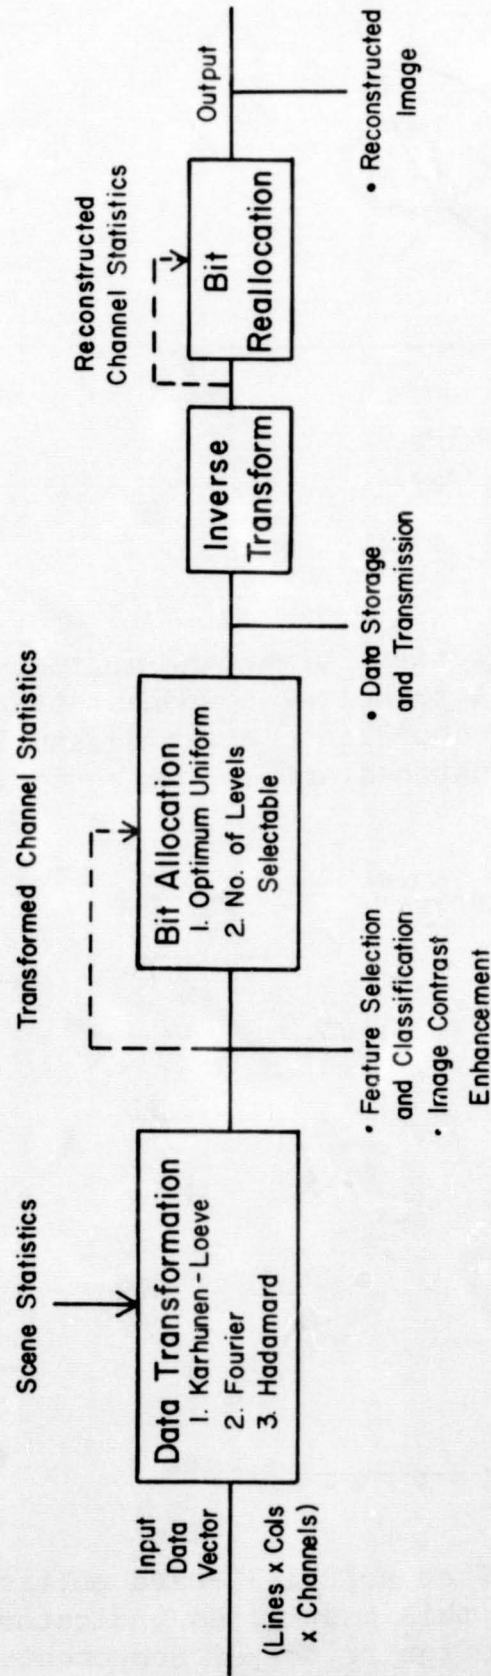 Input
Data
Vector
(Lines x Cols
x Channels)
Scene Statistics
Data Transformation
1. Karhunen-Loeve
2. Fourier
3. Hadamard
Transformed Channel Statistics
• Feature Selection
and Classification
• Image Contrast
Enhancement
Bit Allocation
1. Optimum Uniform
2. No. of Levels
Selectable
• Data Storage
and Transmission
Inverse
Transform
Reconstructed
Channel Statistics
Bit
Reallocation
Output
• Reconstructed
Image